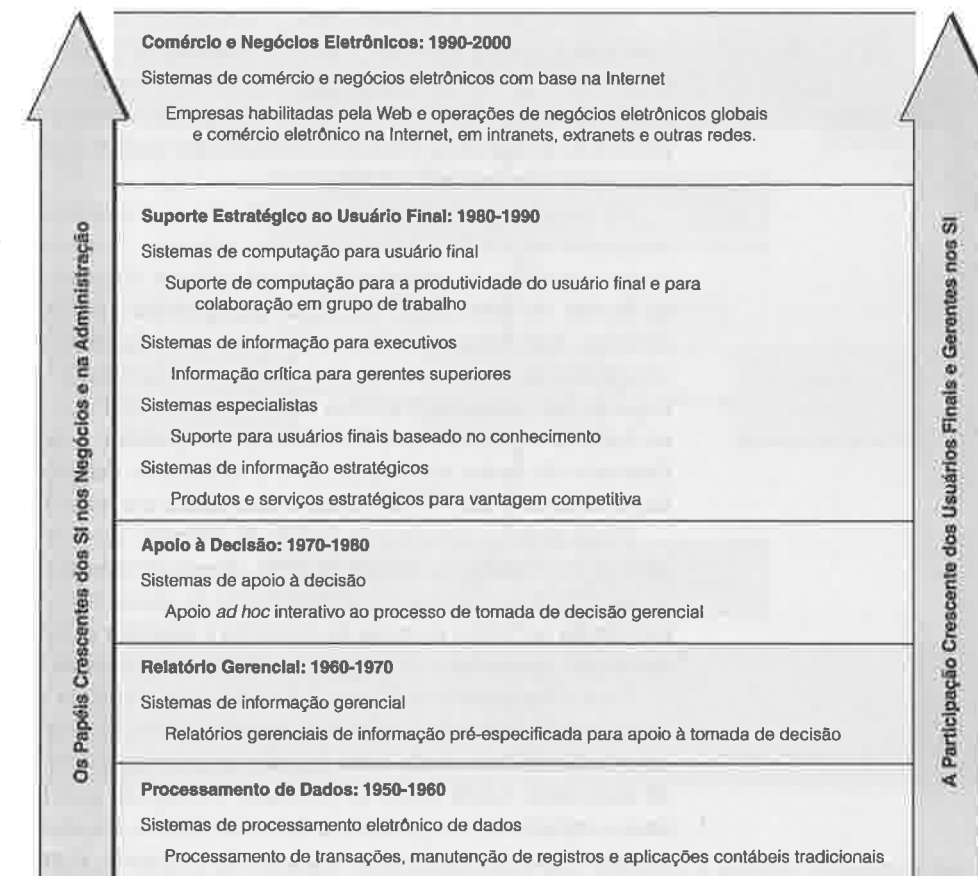 Comércio e Negócios Eletrônicos: 1990-2000
Sistemas de comércio e negócios eletrônicos com base na Internet
Empresas habilitadas pela Web e operações de negócios eletrônicos globais
e comércio eletrônico na Internet, em intranets, extranets e outras redes.
Suporte Estratégico ao Usuário Final: 1980-1990
Sistemas de computação para usuário final
Suporte de computação para a produtividade do usuário final e para
colaboração em grupo de trabalho
Sistemas de informação para executivos
Informação crítica para gerentes superiores
Sistemas especialistas
Suporte para usuários finais baseado no conhecimento
Sistemas de informação estratégicos
Produtos e serviços estratégicos para vantagem competitiva
Apoio à Decisão: 1970-1980
Sistemas de apoio à decisão
Apoio ad hoc interativo ao processo de tomada de decisão gerencial
Relatório Gerencial: 1960-1970
Sistemas de informação gerencial
Relatórios gerenciais de informação pré-especificada para apoio à tomada de decisão
Processamento de Dados: 1950-1960
Sistemas de processamento eletrônico de dados
Processamento de transações, manutenção de registros e aplicações contábeis tradicionais
Os Papéis Crescentes dos SI nos Negócios e na Administração
A Participação Crescente dos Usuários Finais e Gerentes nos SI